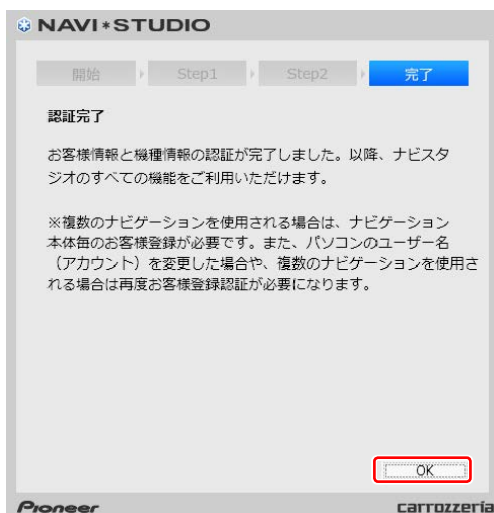 NAVI*STUDIO
開始 Step1 Step2 完了
認証完了
お客様情報と機種情報の認証が完了しました。以降、ナビスタ
ジオのすべての機能をご利用いただけます。
※複数のナビゲーションを使用される場合は、ナビゲーション
本体毎のお客様登録が必要です。また、パソコンのユーザー名
（アカウント）を変更した場合や、複数のナビゲーションを使用さ
れる場合は再度お客様登録認証が必要になります。
OK
Pioneer carrozzeria